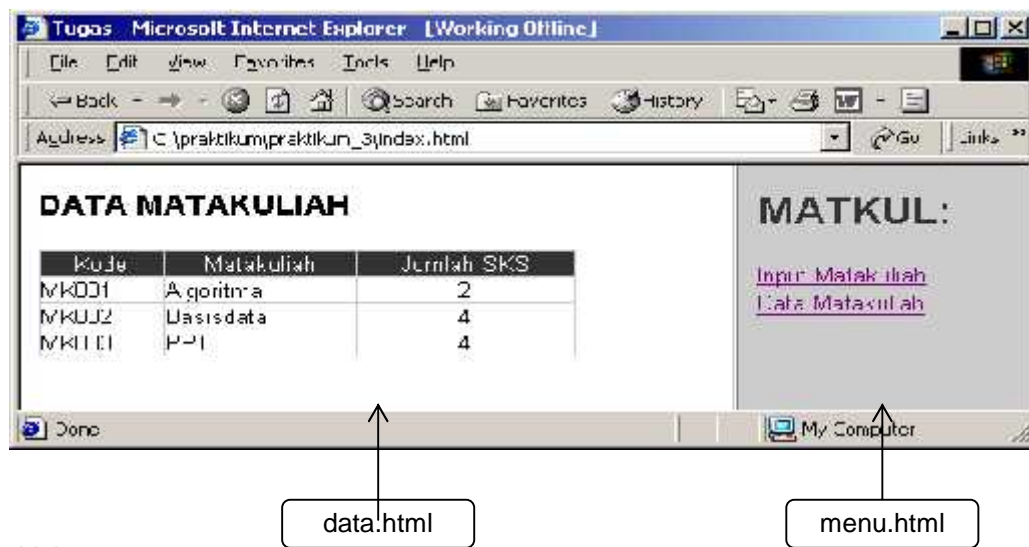 Tugas Microsoft Internet Explorer [Working Offline]
File Edit View Favorites Tools Help
Back Search Favorites History
Address C:\praktikum\praktikum_3\index.html Go Links »
DATA MATAKULIAH
Kode Matakuliah Jumlah SKS
MK001 Algoritma 2
MK002 Basisdata 4
4
MATKUL:
Input Matakuliah
Data Matakuliah
Done My Computer
data.html menu.html